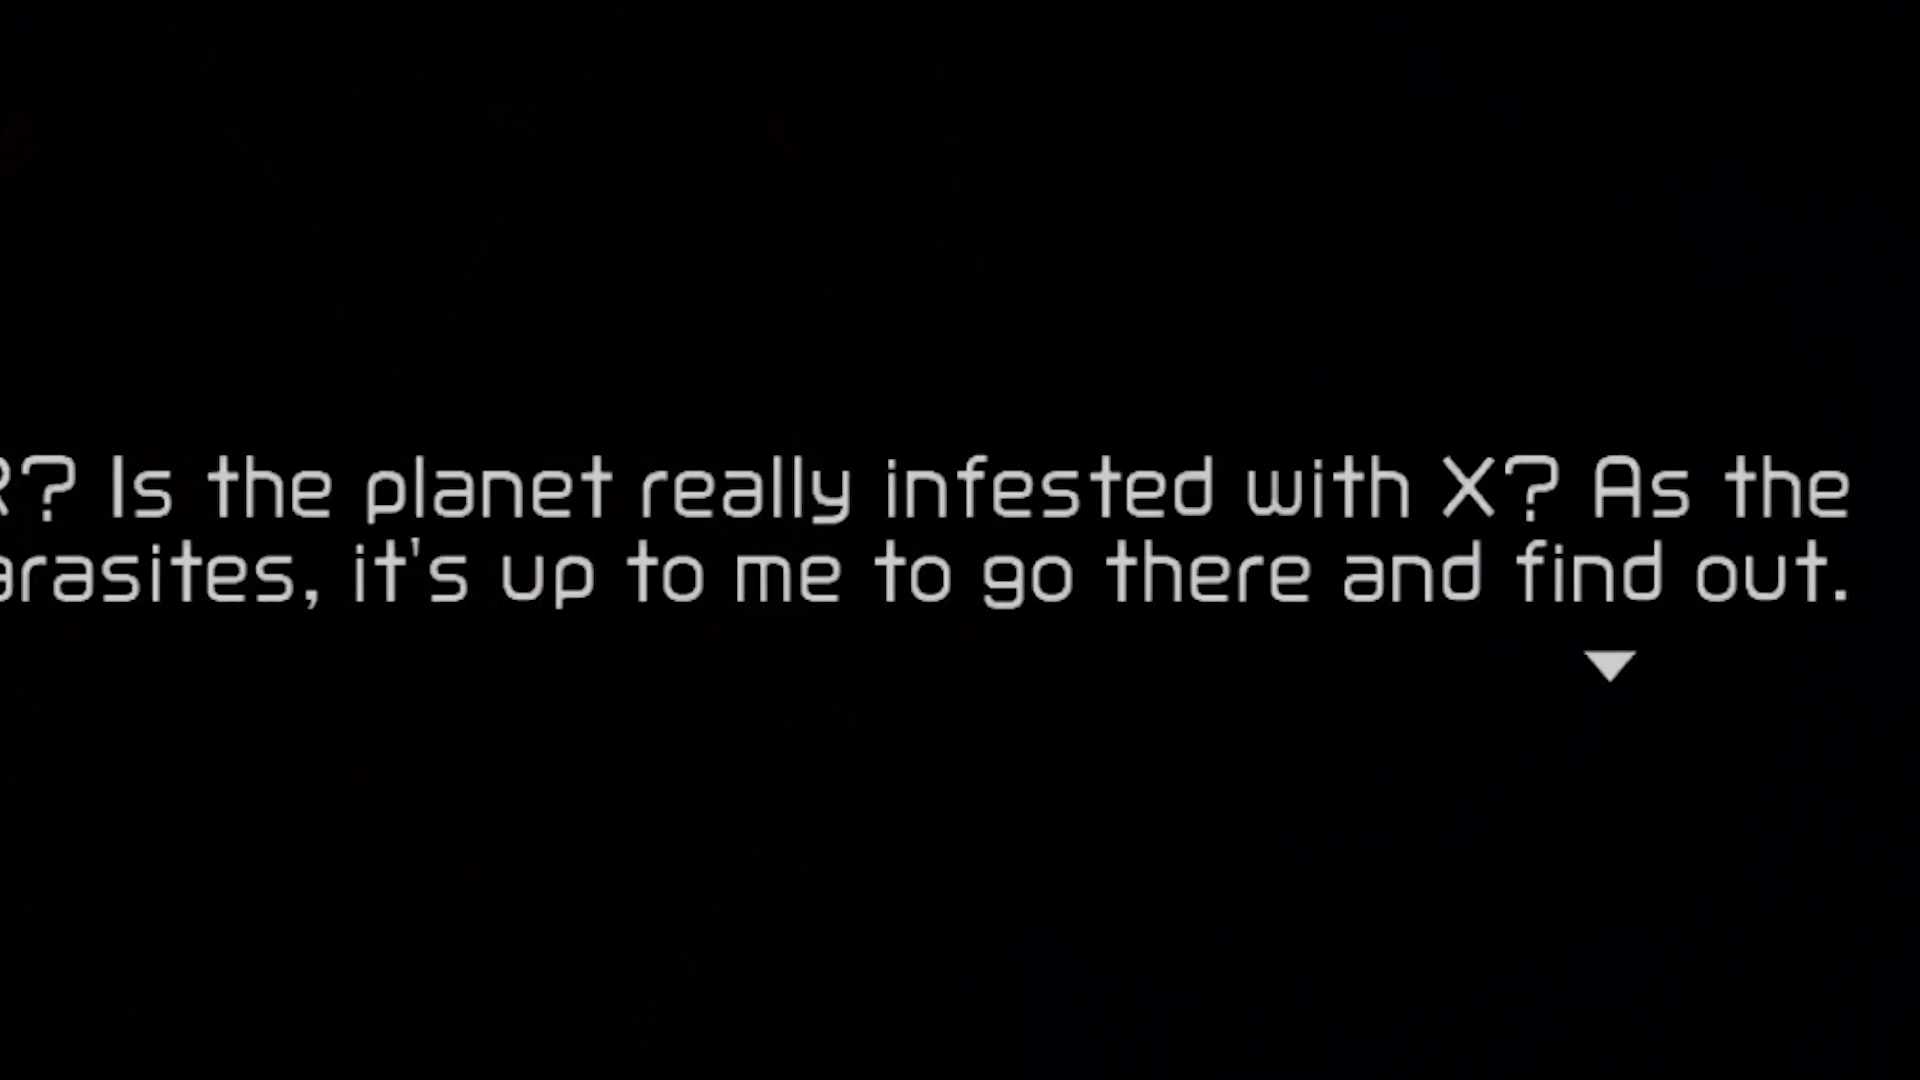 R? Is the planet really infested with X? As the
arasites, it's up to me to go there and find out.